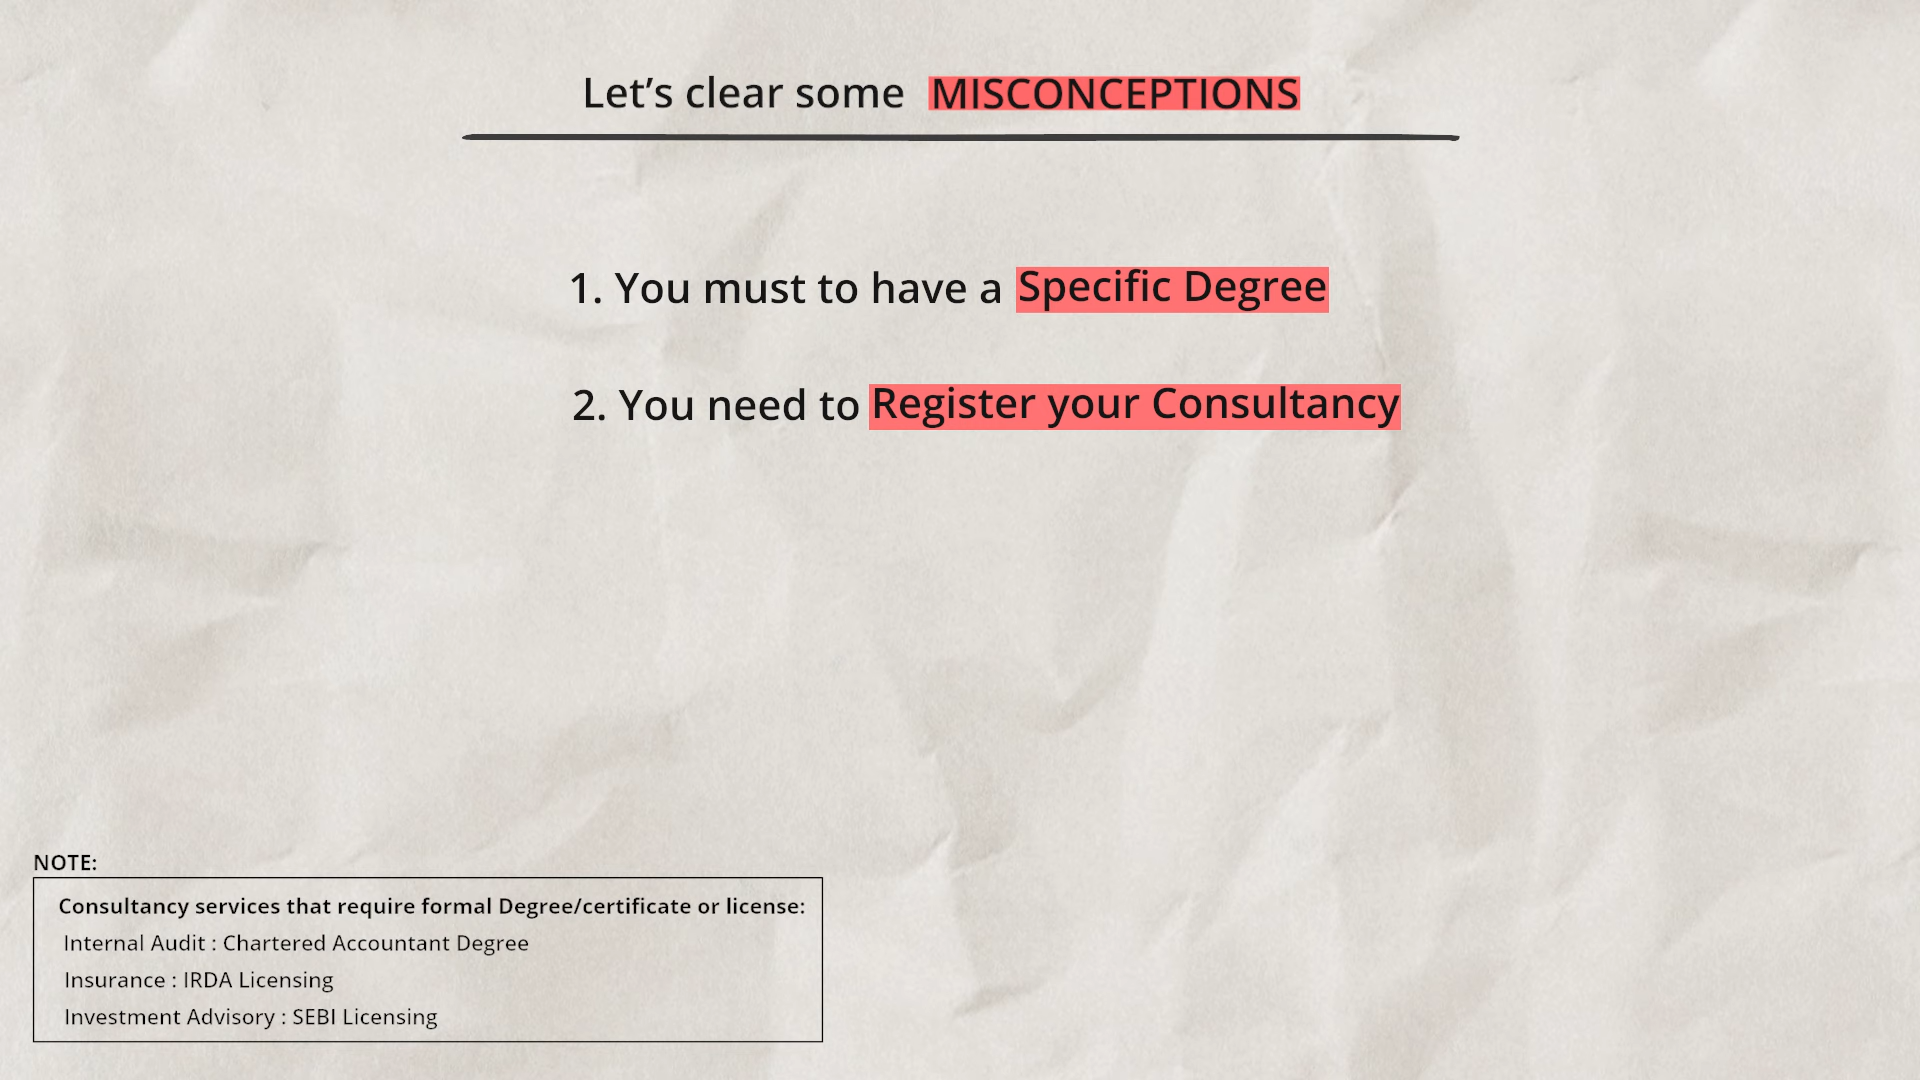 Let’s clear some MISCONCEPTIONS
1. You must to have a Specific Degree
2. You need to Register your Consultancy
NOTE:
Consultancy services that require formal Degree/certificate or license:
Internal Audit : Chartered Accountant Degree
Insurance : IRDA Licensing
Investment Advisory : SEBI Licensing